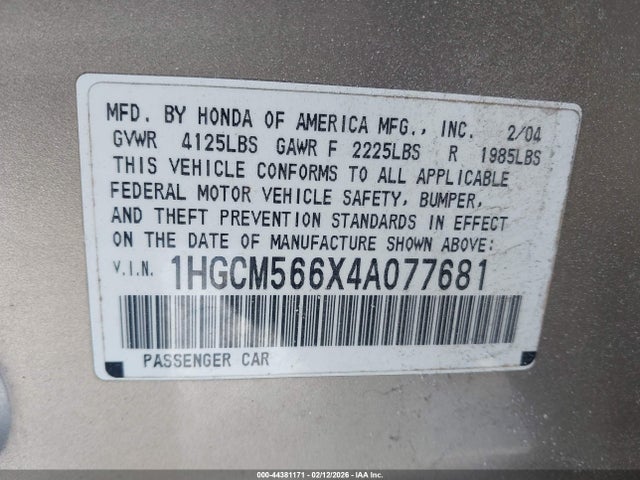 MFD. BY HONDA OF AMERICA MFG., INC. 2/04
GVWR 4125LBS GAWR F 2225LBS R 1985LBS
THIS VEHICLE CONFORMS TO ALL APPLICABLE
FEDERAL MOTOR VEHICLE SAFETY, BUMPER,
AND THEFT PREVENTION STANDARDS IN EFFECT
ON THE DATE OF MANUFACTURE SHOWN ABOVE:
V.I.N. 1HGCM566X4A077681
PASSENGER CAR
000-44381171 - 02/12/2026 - IAA Inc.